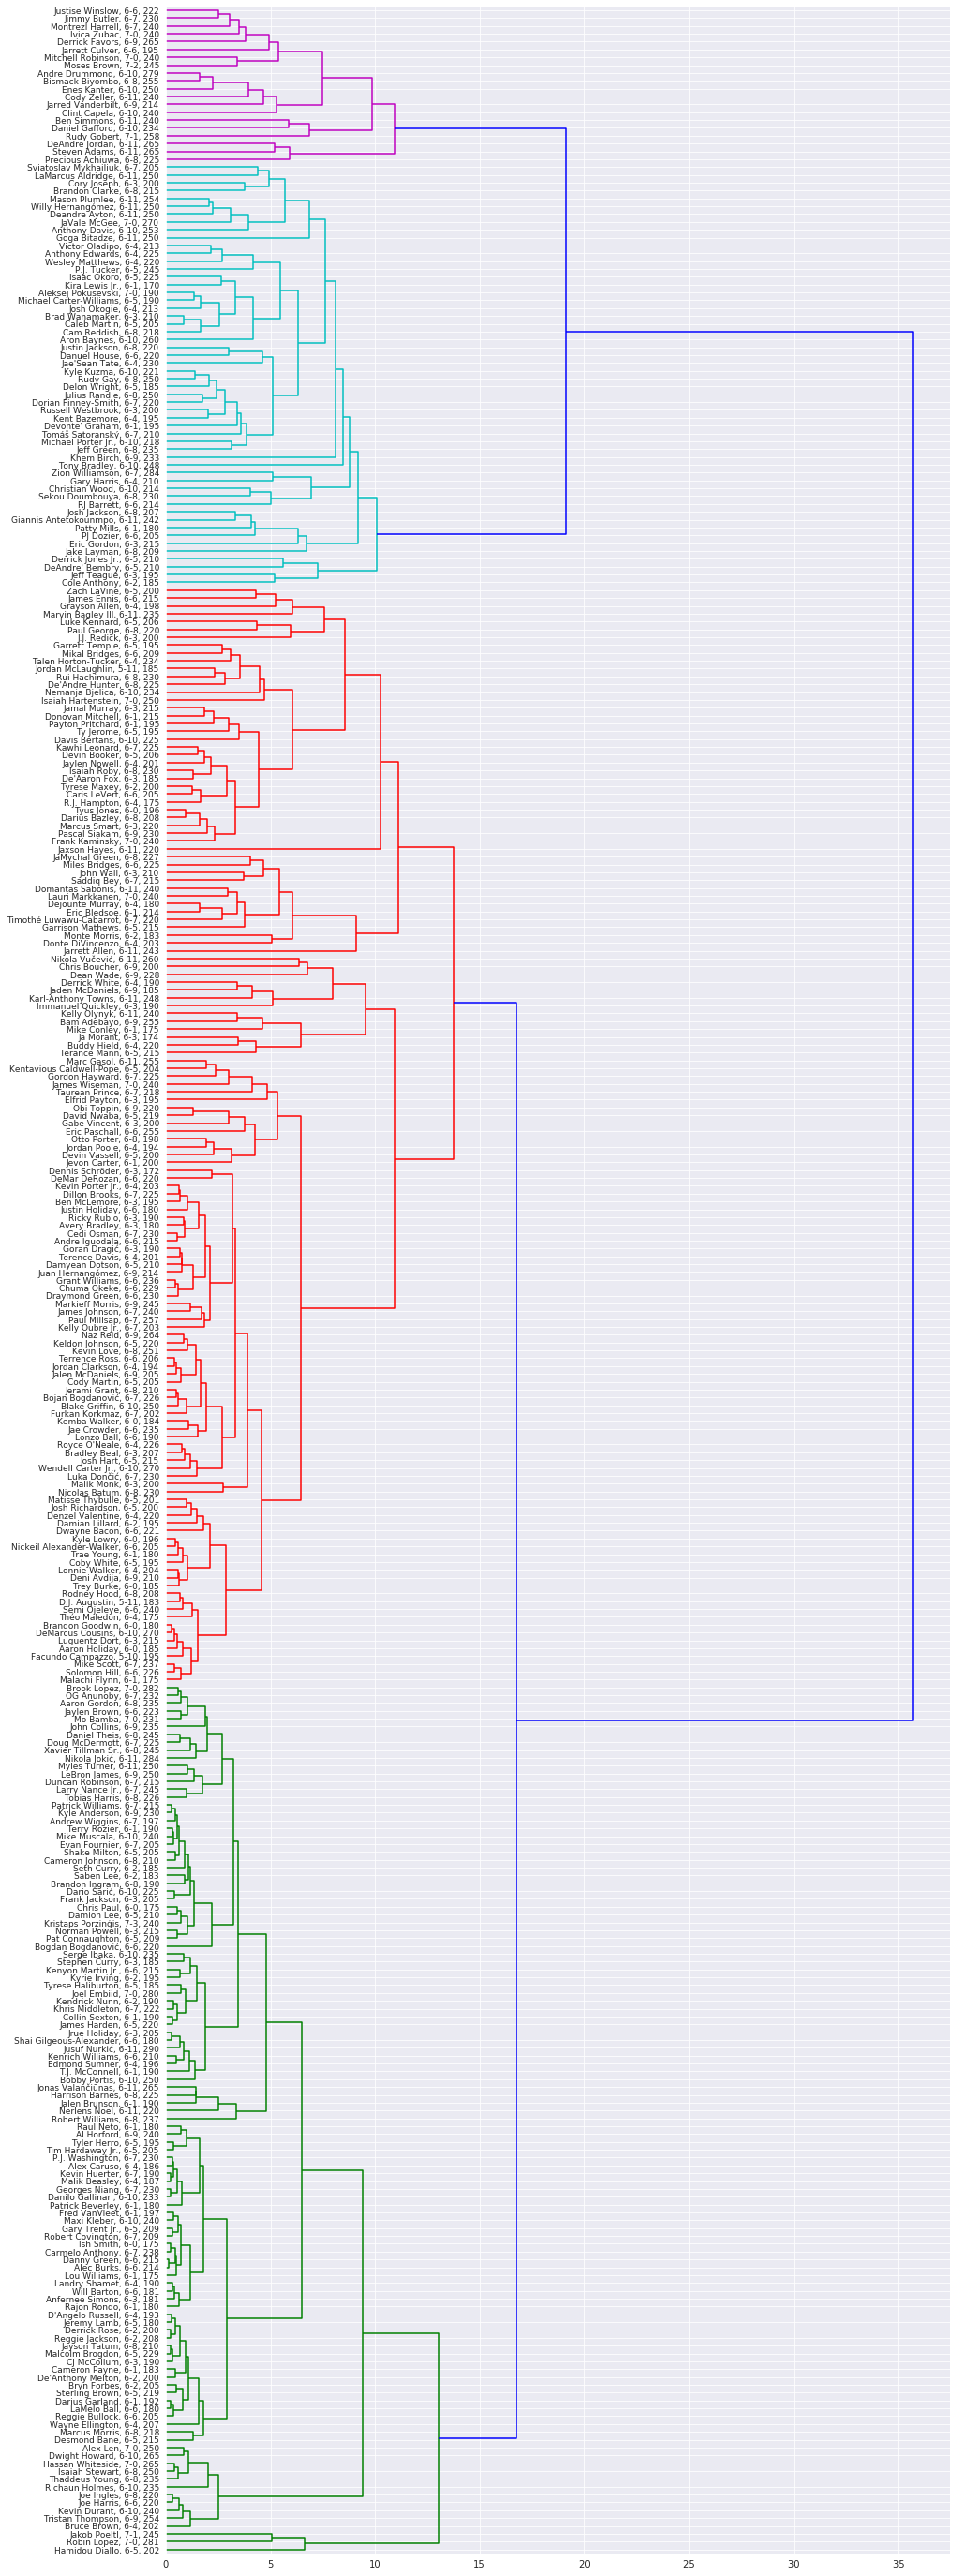 Justise Winslow, 6-6, 222
Jimmy Butler, 6-7, 230
Montrezl Harrell, 6-7, 240
Ivica Zubac, 7-0, 240
Derrick Favors, 6-9, 265
Jarrett Culver, 6-6, 195
Mitchell Robinson, 7-0, 240
Moses Brown, 7-2, 245
Andre Drummond, 6-10, 279
Bismack Biyombo, 6-8, 255
Enes Kanter, 6-10, 250
Cody Zeller, 6-11, 240
Jarred Vanderbilt, 6-9, 214
Clint Capela, 6-10, 240
Ben Simmons, 6-11, 240
Daniel Gafford, 6-10, 234
Rudy Gobert, 7-1, 258
DeAndre Jordan, 6-11, 265
Steven Adams, 6-11, 265
Precious Achiuwa, 6-8, 225
Sviatoslav Mykhailiuk, 6-7, 205
LaMarcus Aldridge, 6-11, 250
Cory Joseph, 6-3, 200
Brandon Clarke, 6-8, 215
Mason Plumlee, 6-11, 254
Willy Hernangómez, 6-11, 250
Deandre Ayton, 6-11, 250
JaVale McGee, 7-0, 270
Anthony Davis, 6-10, 253
Goga Bitadze, 6-11, 250
Victor Oladipo, 6-4, 213
Anthony Edwards, 6-4, 225
Wesley Matthews, 6-4, 220
P.J. Tucker, 6-5, 245
Isaac Okoro, 6-5, 225
Kira Lewis Jr., 6-1, 170
Aleksej Pokusevski, 7-0, 190
Michael Carter-Williams, 6-5, 190
Josh Okogie, 6-4, 213
Brad Wanamaker, 6-3, 210
Caleb Martin, 6-5, 205
Cam Reddish, 6-8, 218
Aron Baynes, 6-10, 260
Justin Jackson, 6-8, 220
Danuel House, 6-6, 220
Jae'Sean Tate, 6-4, 230
Kyle Kuzma, 6-10, 221
Rudy Gay, 6-8, 250
Delon Wright, 6-5, 185
Julius Randle, 6-8, 250
Dorian Finney-Smith, 6-7, 220
Russell Westbrook, 6-3, 200
Kent Bazemore, 6-4, 195
Devonte' Graham, 6-1, 195
Tomáš Satoranský, 6-7, 210
Michael Porter Jr., 6-10, 218
Jeff Green, 6-8, 235
Khem Birch, 6-9, 233
Tony Bradley, 6-10, 248
Zion Williamson, 6-7, 284
Gary Harris, 6-4, 210
Christian Wood, 6-10, 214
Sekou Doumbouya, 6-8, 230
RJ Barrett, 6-6, 214
Josh Jackson, 6-8, 207
Giannis Antetokounmpo, 6-11, 242
Patty Mills, 6-1, 180
PJ Dozier, 6-6, 205
Eric Gordon, 6-3, 215
Jake Layman, 6-8, 209
Derrick Jones Jr., 6-5, 210
DeAndre' Bembry, 6-5, 210
Jeff Teague, 6-3, 195
Cole Anthony, 6-2, 185
Zach LaVine, 6-5, 200
James Ennis, 6-6, 215
Grayson Allen, 6-4, 198
Marvin Bagley III, 6-11, 235
Luke Kennard, 6-5, 206
Paul George, 6-8, 220
J.J. Redick, 6-3, 200
Garrett Temple, 6-5, 195
Mikal Bridges, 6-6, 209
Talen Horton-Tucker, 6-4, 234
Jordan McLaughlin, 5-11, 185
Rui Hachimura, 6-8, 230
De'Andre Hunter, 6-8, 225
Nemanja Bjelica, 6-10, 234
Isaiah Hartenstein, 7-0, 250
Jamal Murray, 6-3, 215
Donovan Mitchell, 6-1, 215
Payton Pritchard, 6-1, 195
Ty Jerome, 6-5, 195
Dāvis Bertāns, 6-10, 225
Kawhi Leonard, 6-7, 225
Devin Booker, 6-5, 206
Jaylen Nowell, 6-4, 201
Isaiah Roby, 6-8, 230
De'Aaron Fox, 6-3, 185
Tyrese Maxey, 6-2, 200
Caris LeVert, 6-6, 205
R.J. Hampton, 6-4, 175
Tyus Jones, 6-0, 196
Darius Bazley, 6-8, 208
Marcus Smart, 6-3, 220
Pascal Siakam, 6-9, 230
Frank Kaminsky, 7-0, 240
Jaxson Hayes, 6-11, 220
JaMychal Green, 6-8, 227
Miles Bridges, 6-6, 225
John Wall, 6-3, 210
Saddiq Bey, 6-7, 215
Domantas Sabonis, 6-11, 240
Lauri Markkanen, 7-0, 240
Dejounte Murray, 6-4, 180
Eric Bledsoe, 6-1, 214
Timothé Luwawu-Cabarrot, 6-7, 220
Garrison Mathews, 6-5, 215
Monte Morris, 6-2, 183
Donte DiVincenzo, 6-4, 203
Jarrett Allen, 6-11, 243
Nikola Vučević, 6-11, 260
Chris Boucher, 6-9, 200
Dean Wade, 6-9, 228
Derrick White, 6-4, 190
Jaden McDaniels, 6-9, 185
Karl-Anthony Towns, 6-11, 248
Immanuel Quickley, 6-3, 190
Kelly Olynyk, 6-11, 240
Bam Adebayo, 6-9, 255
Mike Conley, 6-1, 175
Ja Morant, 6-3, 174
Buddy Hield, 6-4, 220
Terance Mann, 6-5, 215
Marc Gasol, 6-11, 255
Kentavious Caldwell-Pope, 6-5, 204
Gordon Hayward, 6-7, 225
James Wiseman, 7-0, 240
Taurean Prince, 6-7, 218
Elfrid Payton, 6-3, 195
Obi Toppin, 6-9, 220
David Nwaba, 6-5, 219
Gabe Vincent, 6-3, 200
Eric Paschall, 6-6, 255
Otto Porter, 6-8, 198
Jordan Poole, 6-4, 194
Devin Vassell, 6-5, 200
Jevon Carter, 6-1, 200
Dennis Schröder, 6-3, 172
DeMar DeRozan, 6-6, 220
Kevin Porter Jr., 6-4, 203
Dillon Brooks, 6-7, 225
Ben McLemore, 6-3, 195
Justin Holiday, 6-6, 180
Ricky Rubio, 6-3, 190
Avery Bradley, 6-3, 180
Cedi Osman, 6-7, 230
Andre Iguodala, 6-6, 215
Goran Dragić, 6-3, 190
Terence Davis, 6-4, 201
Damyean Dotson, 6-5, 210
Juan Hernangómez, 6-9, 214
Grant Williams, 6-6, 236
Chuma Okeke, 6-6, 229
Draymond Green, 6-6, 230
Markieff Morris, 6-9, 245
James Johnson, 6-7, 240
Paul Millsap, 6-7, 257
Kelly Oubre Jr., 6-7, 203
Naz Reid, 6-9, 264
Keldon Johnson, 6-5, 220
Kevin Love, 6-8, 251
Terrence Ross, 6-6, 206
Jordan Clarkson, 6-4, 194
Jalen McDaniels, 6-9, 205
Cody Martin, 6-5, 205
Jerami Grant, 6-8, 210
Bojan Bogdanović, 6-7, 226
Blake Griffin, 6-10, 250
Furkan Korkmaz, 6-7, 202
Kemba Walker, 6-0, 184
Jae Crowder, 6-6, 235
Lonzo Ball, 6-6, 190
Royce O'Neale, 6-4, 226
Bradley Beal, 6-3, 207
Josh Hart, 6-5, 215
Wendell Carter Jr., 6-10, 270
Luka Dončić, 6-7, 230
Malik Monk, 6-3, 200
Nicolas Batum, 6-8, 230
Matisse Thybulle, 6-5, 201
Josh Richardson, 6-5, 200
Denzel Valentine, 6-4, 220
Damian Lillard, 6-2, 195
Dwayne Bacon, 6-6, 221
Kyle Lowry, 6-0, 196
Nickeil Alexander-Walker, 6-6, 205
Trae Young, 6-1, 180
Coby White, 6-5, 195
Lonnie Walker, 6-4, 204
Deni Avdija, 6-9, 210
Trey Burke, 6-0, 185
Rodney Hood, 6-8, 208
D.J. Augustin, 5-11, 183
Semi Ojeleye, 6-6, 240
Théo Maledon, 6-4, 175
Brandon Goodwin, 6-0, 180
DeMarcus Cousins, 6-10, 270
Luguentz Dort, 6-3, 215
Aaron Holiday, 6-0, 185
Facundo Campazzo, 5-10, 195
Mike Scott, 6-7, 237
Solomon Hill, 6-6, 226
Malachi Flynn, 6-1, 175
Brook Lopez, 7-0, 282
OG Anunoby, 6-7, 232
Aaron Gordon, 6-8, 235
Jaylen Brown, 6-6, 223
Mo Bamba, 7-0, 231
John Collins, 6-9, 235
Daniel Theis, 6-8, 245
Doug McDermott, 6-7, 225
Xavier Tillman Sr., 6-8, 245
Nikola Jokić, 6-11, 284
Myles Turner, 6-11, 250
LeBron James, 6-9, 250
Duncan Robinson, 6-7, 215
Larry Nance Jr., 6-7, 245
Tobias Harris, 6-8, 226
Patrick Williams, 6-7, 215
Kyle Anderson, 6-9, 230
Andrew Wiggins, 6-7, 197
Terry Rozier, 6-1, 190
Mike Muscala, 6-10, 240
Evan Fournier, 6-7, 205
Shake Milton, 6-5, 205
Cameron Johnson, 6-8, 210
Seth Curry, 6-2, 185
Saben Lee, 6-2, 183
Brandon Ingram, 6-8, 190
Dario Šarić, 6-10, 225
Frank Jackson, 6-3, 205
Chris Paul, 6-0, 175
Damion Lee, 6-5, 210
Kristaps Porziņģis, 7-3, 240
Norman Powell, 6-3, 215
Pat Connaughton, 6-5, 209
Bogdan Bogdanović, 6-6, 220
Serge Ibaka, 6-10, 235
Stephen Curry, 6-3, 185
Kenyon Martin Jr., 6-6, 215
Kyrie Irving, 6-2, 195
Tyrese Haliburton, 6-5, 185
Joel Embiid, 7-0, 280
Kendrick Nunn, 6-2, 190
Khris Middleton, 6-7, 222
Collin Sexton, 6-1, 190
James Harden, 6-5, 220
Jrue Holiday, 6-3, 205
Shai Gilgeous-Alexander, 6-6, 180
Jusuf Nurkić, 6-11, 290
Kenrich Williams, 6-6, 210
Edmond Sumner, 6-4, 196
T.J. McConnell, 6-1, 190
Bobby Portis, 6-10, 250
Jonas Valančiūnas, 6-11, 265
Harrison Barnes, 6-8, 225
Jalen Brunson, 6-1, 190
Nerlens Noel, 6-11, 220
Robert Williams, 6-8, 237
Raul Neto, 6-1, 180
Al Horford, 6-9, 240
Tyler Herro, 6-5, 195
Tim Hardaway Jr., 6-5, 205
P.J. Washington, 6-7, 230
Alex Caruso, 6-4, 186
Kevin Huerter, 6-7, 190
Malik Beasley, 6-4, 187
Georges Niang, 6-7, 230
Danilo Gallinari, 6-10, 233
Patrick Beverley, 6-1, 180
Fred VanVleet, 6-1, 197
Maxi Kleber, 6-10, 240
Gary Trent Jr., 6-5, 209
Robert Covington, 6-7, 209
Ish Smith, 6-0, 175
Carmelo Anthony, 6-7, 238
Danny Green, 6-6, 215
Alec Burks, 6-6, 214
Lou Williams, 6-1, 175
Landry Shamet, 6-4, 190
Will Barton, 6-6, 181
Anfernee Simons, 6-3, 181
Rajon Rondo, 6-1, 180
D'Angelo Russell, 6-4, 193
Jeremy Lamb, 6-5, 180
Derrick Rose, 6-2, 200
Reggie Jackson, 6-2, 208
Jayson Tatum, 6-8, 210
Malcolm Brogdon, 6-5, 229
CJ McCollum, 6-3, 190
Cameron Payne, 6-1, 183
De'Anthony Melton, 6-2, 200
Bryn Forbes, 6-2, 205
Sterling Brown, 6-5, 219
Darius Garland, 6-1, 192
LaMelo Ball, 6-6, 180
Reggie Bullock, 6-6, 205
Wayne Ellington, 6-4, 207
Marcus Morris, 6-8, 218
Desmond Bane, 6-5, 215
Alex Len, 7-0, 250
Dwight Howard, 6-10, 265
Hassan Whiteside, 7-0, 265
Isaiah Stewart, 6-8, 250
Thaddeus Young, 6-8, 235
Richaun Holmes, 6-10, 235
Joe Ingles, 6-8, 220
Joe Harris, 6-6, 220
Kevin Durant, 6-10, 240
Tristan Thompson, 6-9, 254
Bruce Brown, 6-4, 202
Jakob Poeltl, 7-1, 245
Robin Lopez, 7-0, 281
Hamidou Diallo, 6-5, 202
0 5 10 15 20 25 30 35